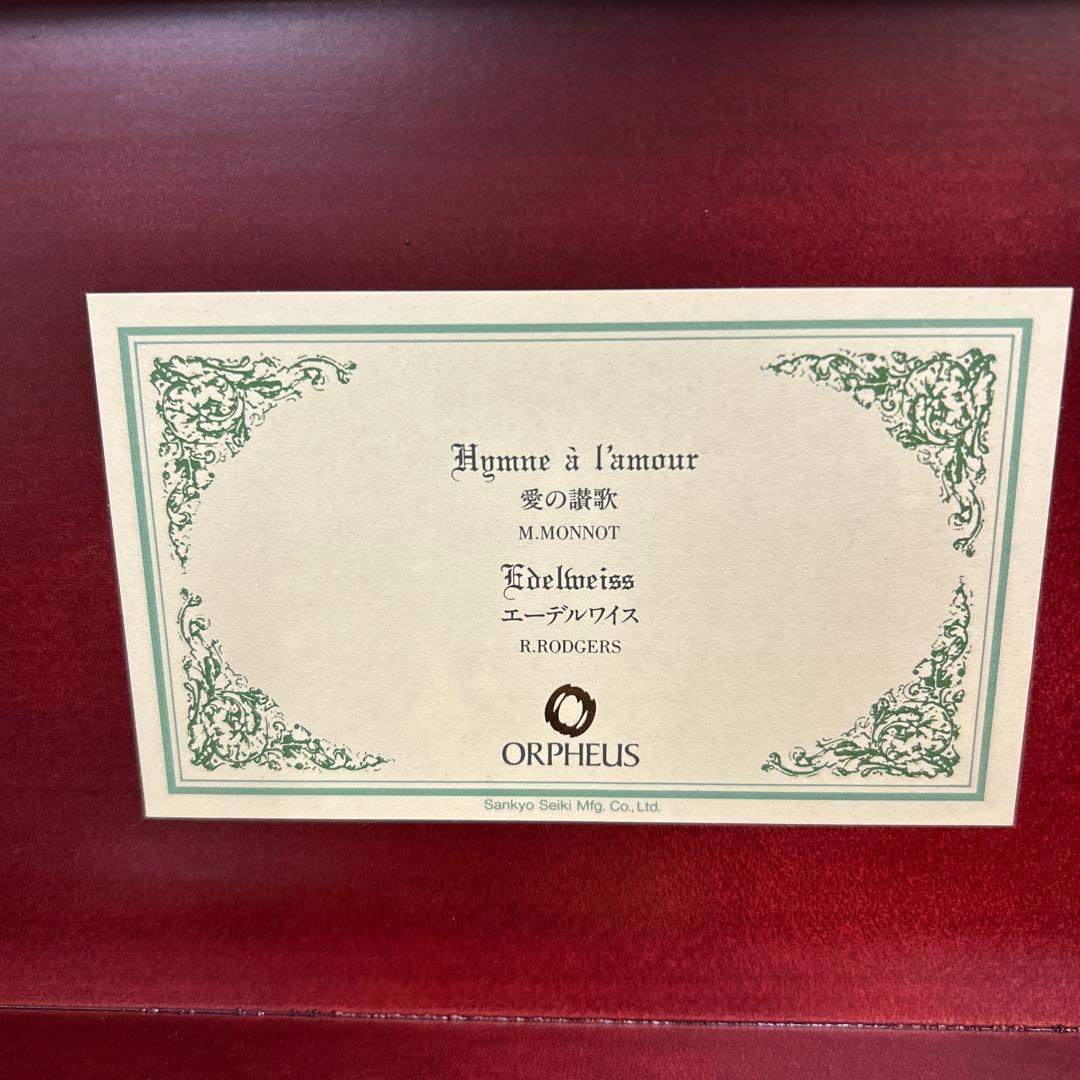 Hymne à l'amour
愛の讃歌
M.MONNOT
Edelweiss
エーデルワイス
R.RODGERS
ORPHEUS
Sankyo Seiki Mfg. Co., Ltd.